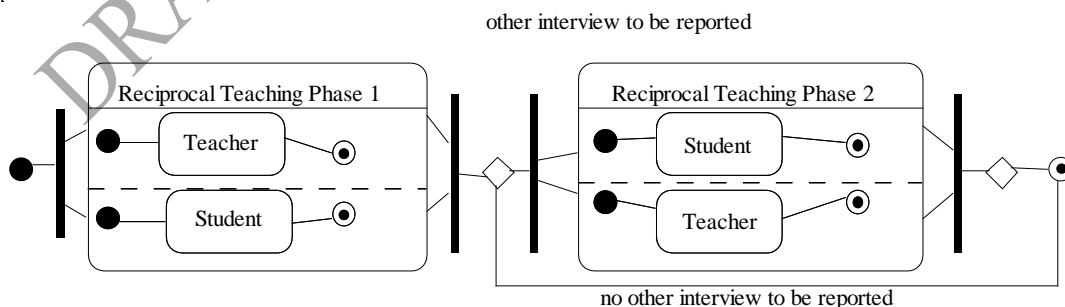 other interview to be reported
DRA
Reciprocal Teaching Phase 1
Reciprocal Teaching Phase 2
Teacher
Student
Student
Teacher
no other interview to be reported